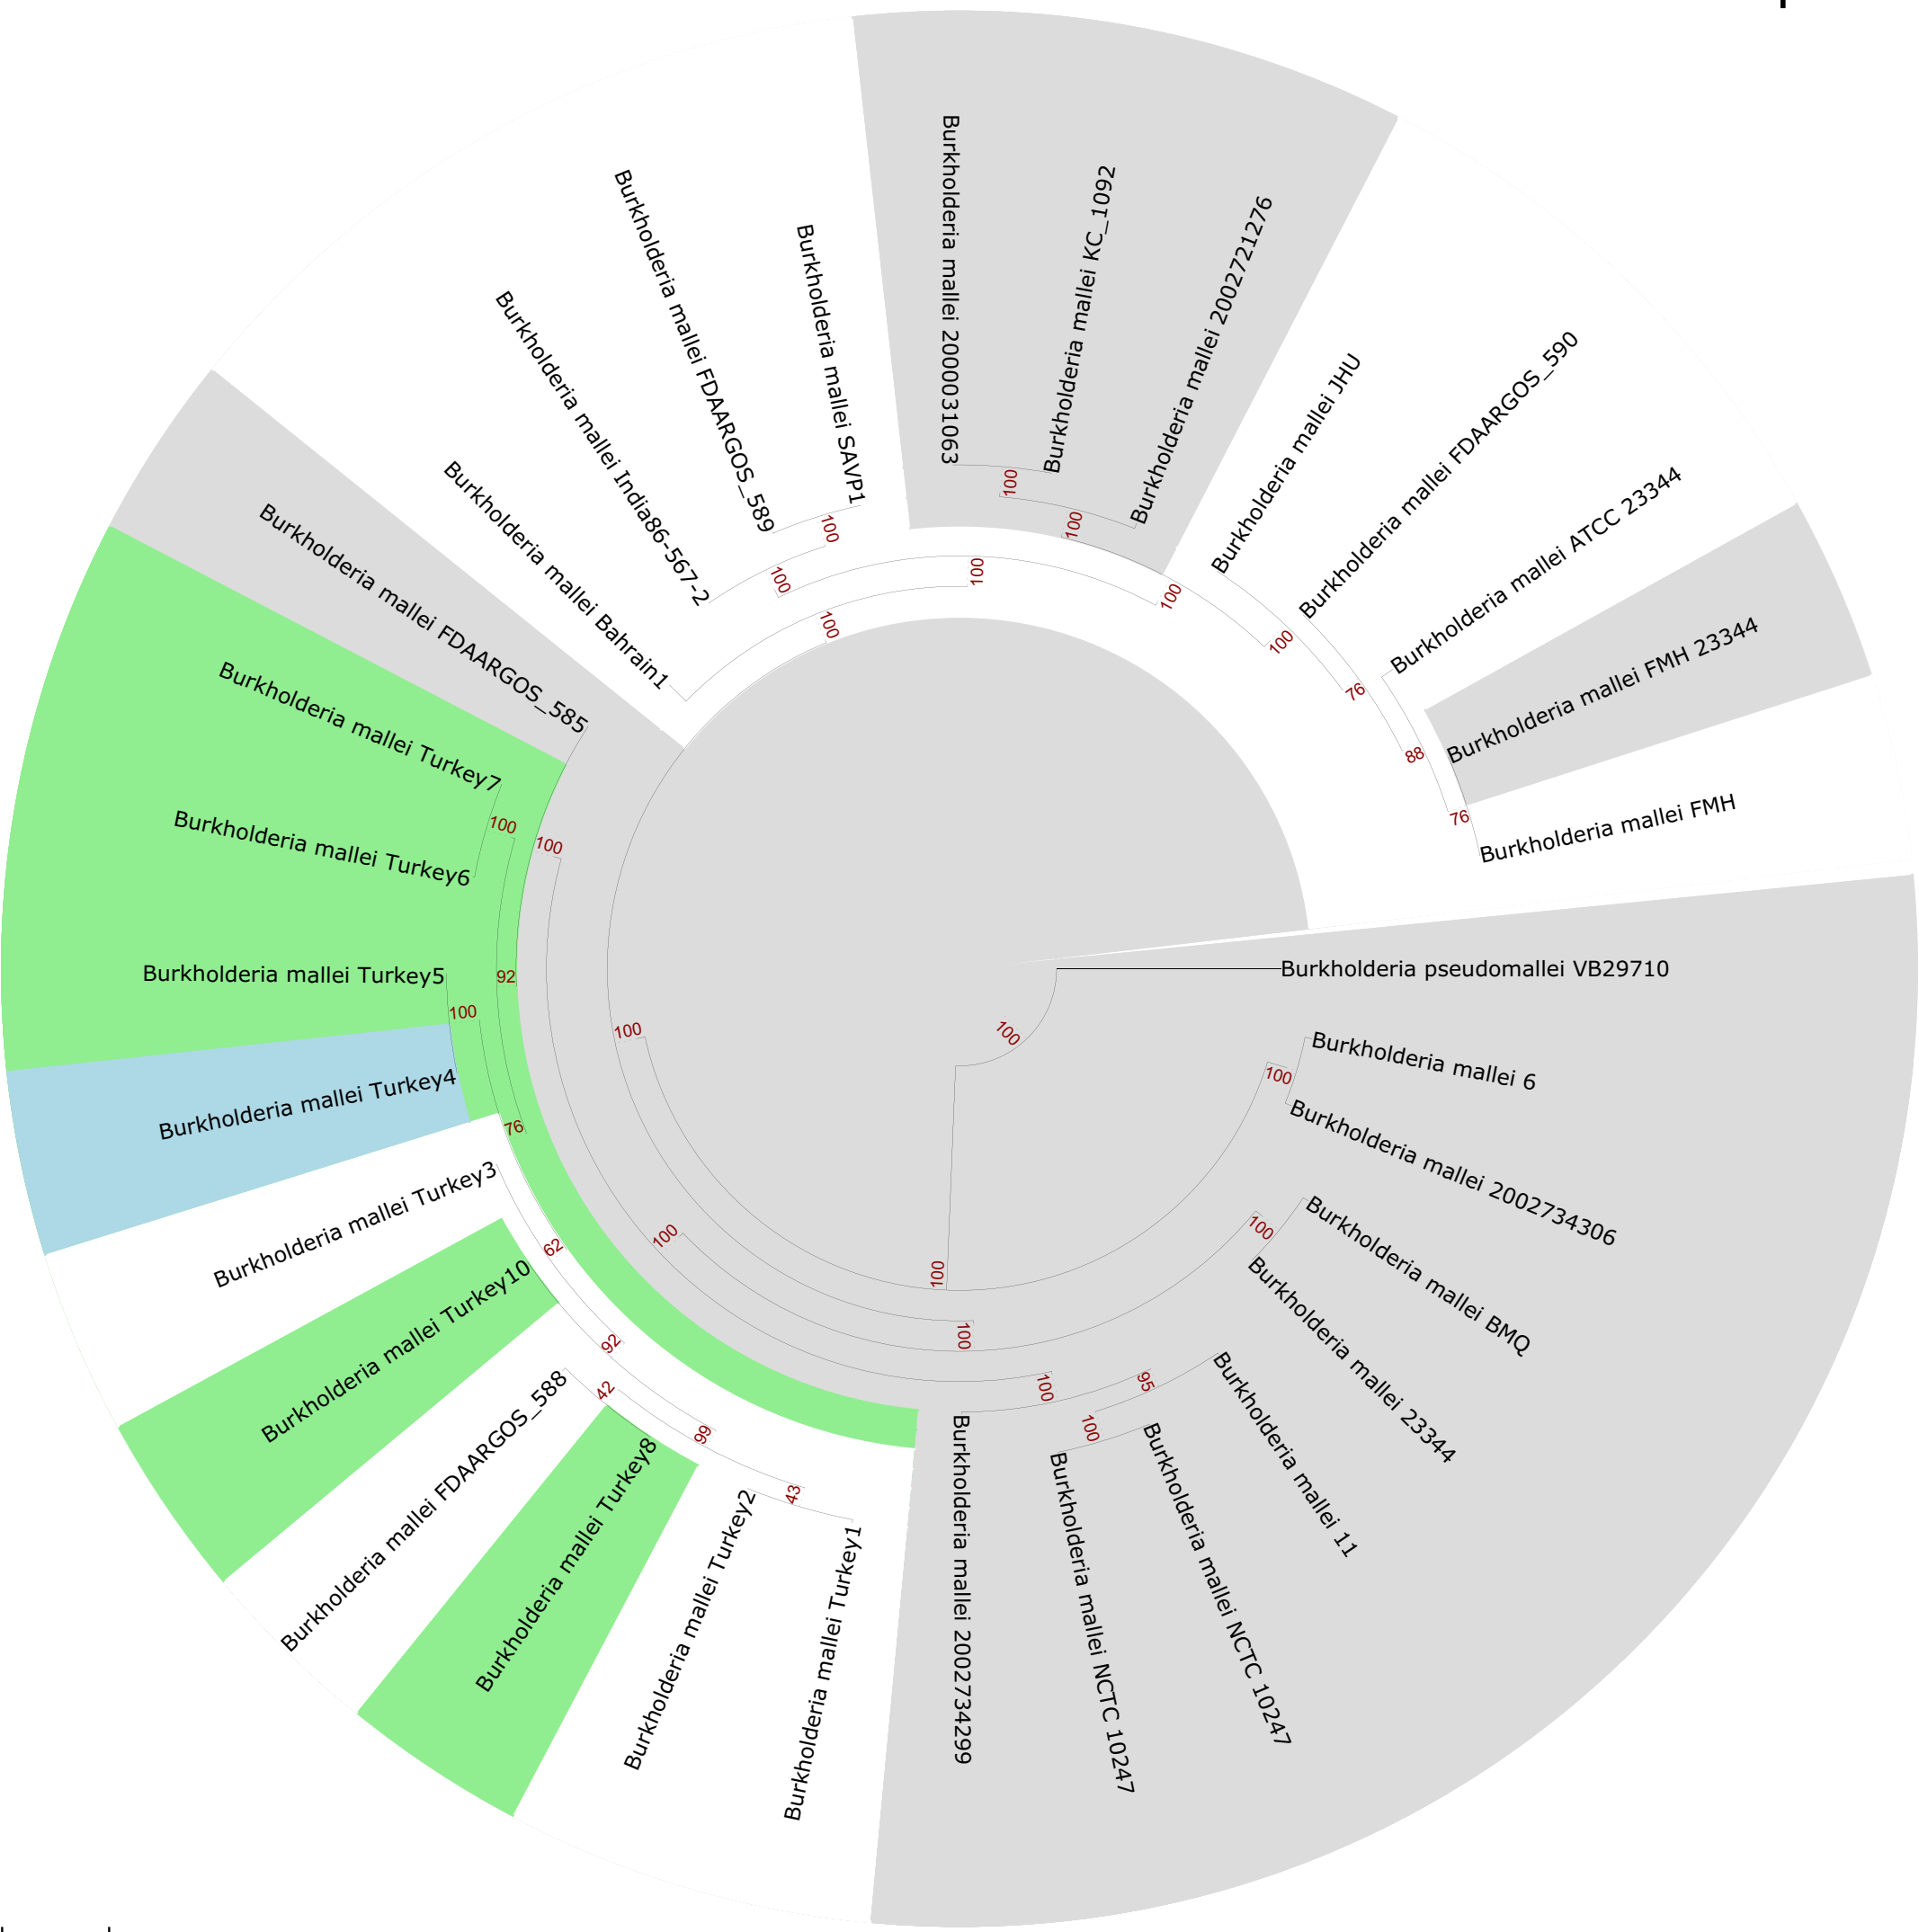 Burkholderia mallei 2000031063
Burkholderia mallei KC_1092
Burkholderia mallei 2002721276
Burkholderia mallei JHU
Burkholderia mallei FDAARGOS_590
Burkholderia mallei ATCC 23344
Burkholderia mallei FMH 23344
Burkholderia mallei FMH
Burkholderia pseudomallei VB29710
Burkholderia mallei 6
Burkholderia mallei 2002734306
Burkholderia mallei BMQ
Burkholderia mallei 23344
Burkholderia mallei 11
Burkholderia mallei NCTC 10247
Burkholderia mallei NCTC 10247
Burkholderia mallei 2002734299
Burkholderia mallei Turkey1
Burkholderia mallei Turkey2
Burkholderia mallei Turkey8
Burkholderia mallei FDAARGOS_588
Burkholderia mallei Turkey10
Burkholderia mallei Turkey3
Burkholderia mallei Turkey4
Burkholderia mallei Turkey5
Burkholderia mallei Turkey6
Burkholderia mallei Turkey7
Burkholderia mallei FDAARGOS_585
Burkholderia mallei Bahrain1
Burkholderia mallei India86-567-2
Burkholderia mallei FDAARGOS_589
Burkholderia mallei SAVP1
100
100
100
100
100
100
100
100
76
88
76
100
100
100
100
100
100
100
100
95
100
100
100
92
100
76
62
92
42
99
43